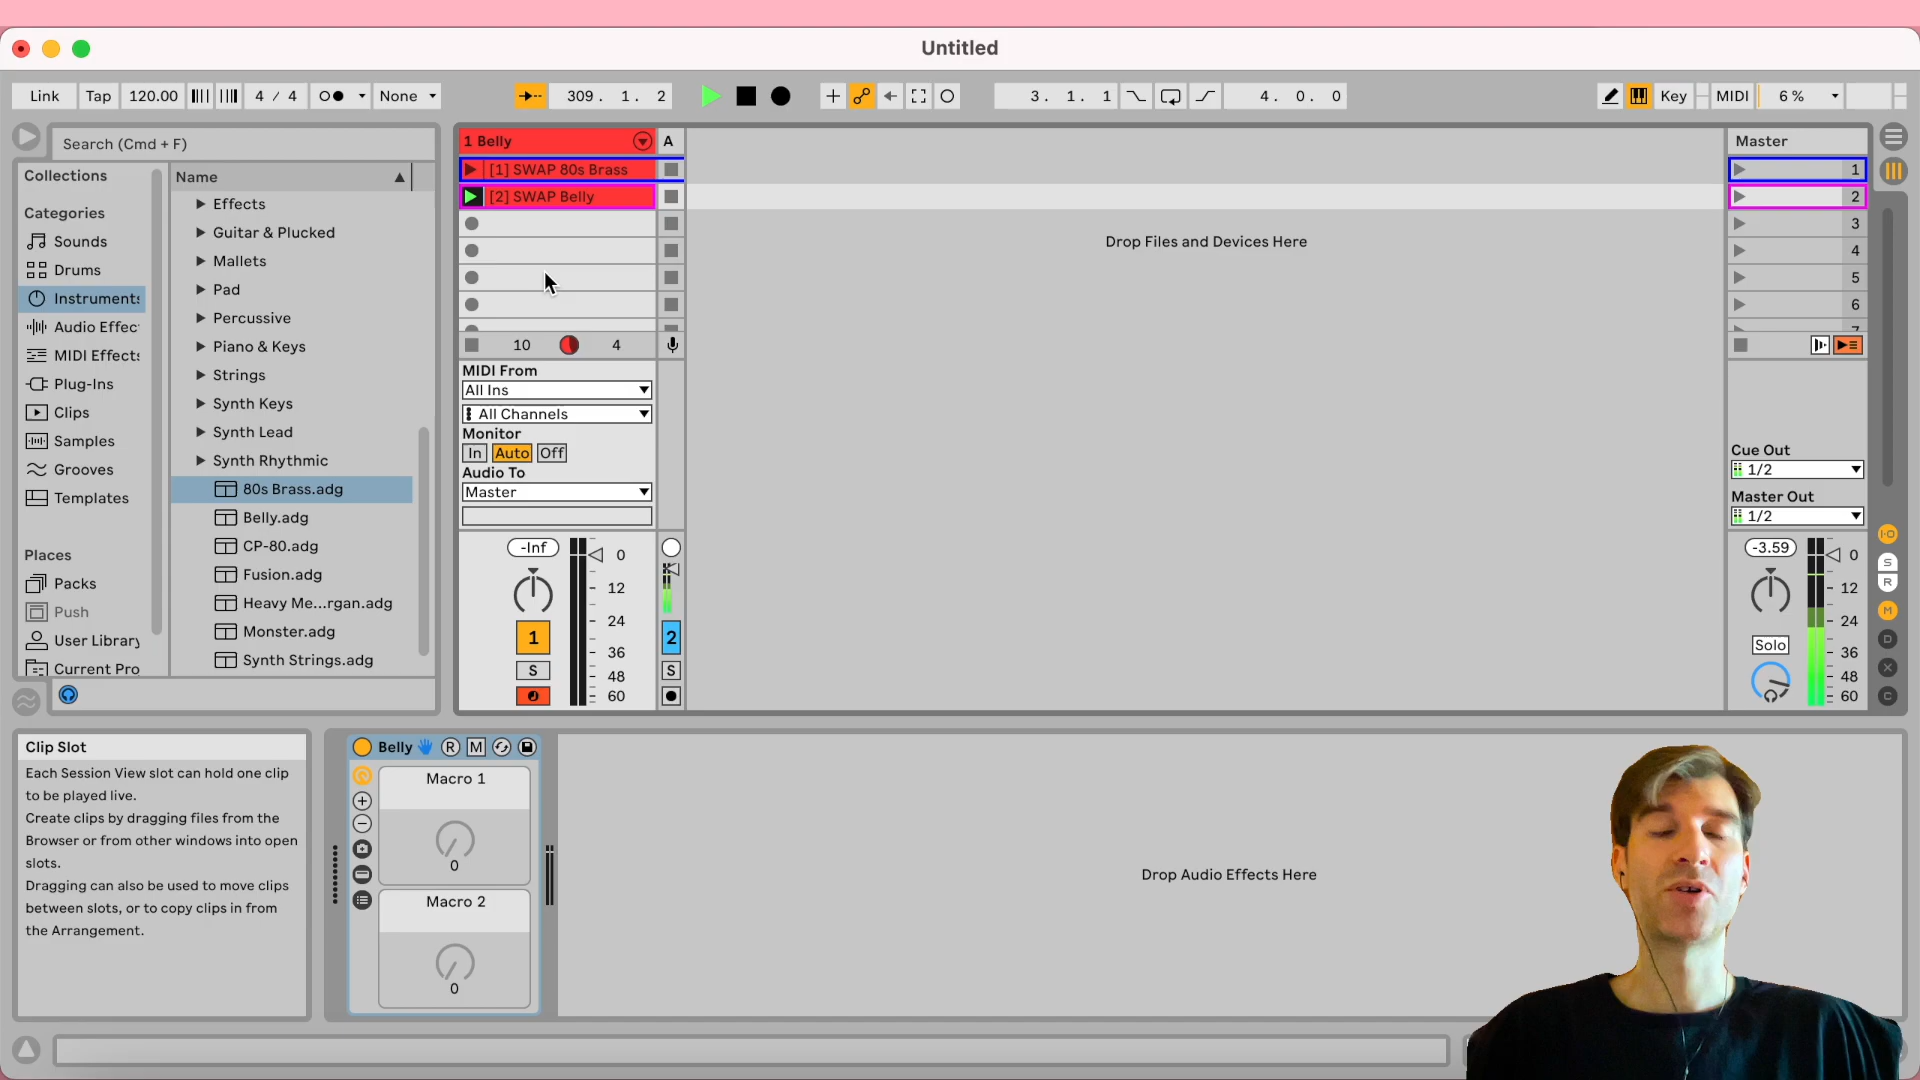 Untitled
Link Tap 120.00 4 / 4 None 309. 1. 2 3. 1. 1 4. 0. 0 Key MIDI 6 %
Search (Cmd + F)
Collections
Categories
Sounds
Drums
Instruments
Audio Effec
MIDI Effects
Plug-Ins
Clips
Samples
Grooves
Templates
Places
Packs
Push
User Library
Current Pro
Name
Effects
Guitar & Plucked
Mallets
Pad
Percussive
Piano & Keys
Strings
Synth Keys
Synth Lead
Synth Rhythmic
80s Brass.adg
Belly.adg
CP-80.adg
Fusion.adg
Heavy Me...rgan.adg
Monster.adg
Synth Strings.adg
1 Belly A
[1] SWAP 80s Brass
[2] SWAP Belly
10 4
MIDI From
All Ins
All Channels
Monitor
In Auto Off
Audio To
Master
-Inf 0
12
24
36
48
60
1 2
S S
Drop Files and Devices Here
Master
1
2
3
4
5
6
7
Cue Out
1/2
Master Out
1/2
-3.59 0
12
24
36
48
60
Solo
I·O
S
R
M
D
X
C
Clip Slot
Each Session View slot can hold one clip
to be played live.
Create clips by dragging files from the
Browser or from other windows into open
slots.
Dragging can also be used to move clips
between slots, or to copy clips in from
the Arrangement.
Belly R M
Macro 1
0
Macro 2
0
Drop Audio Effects Here